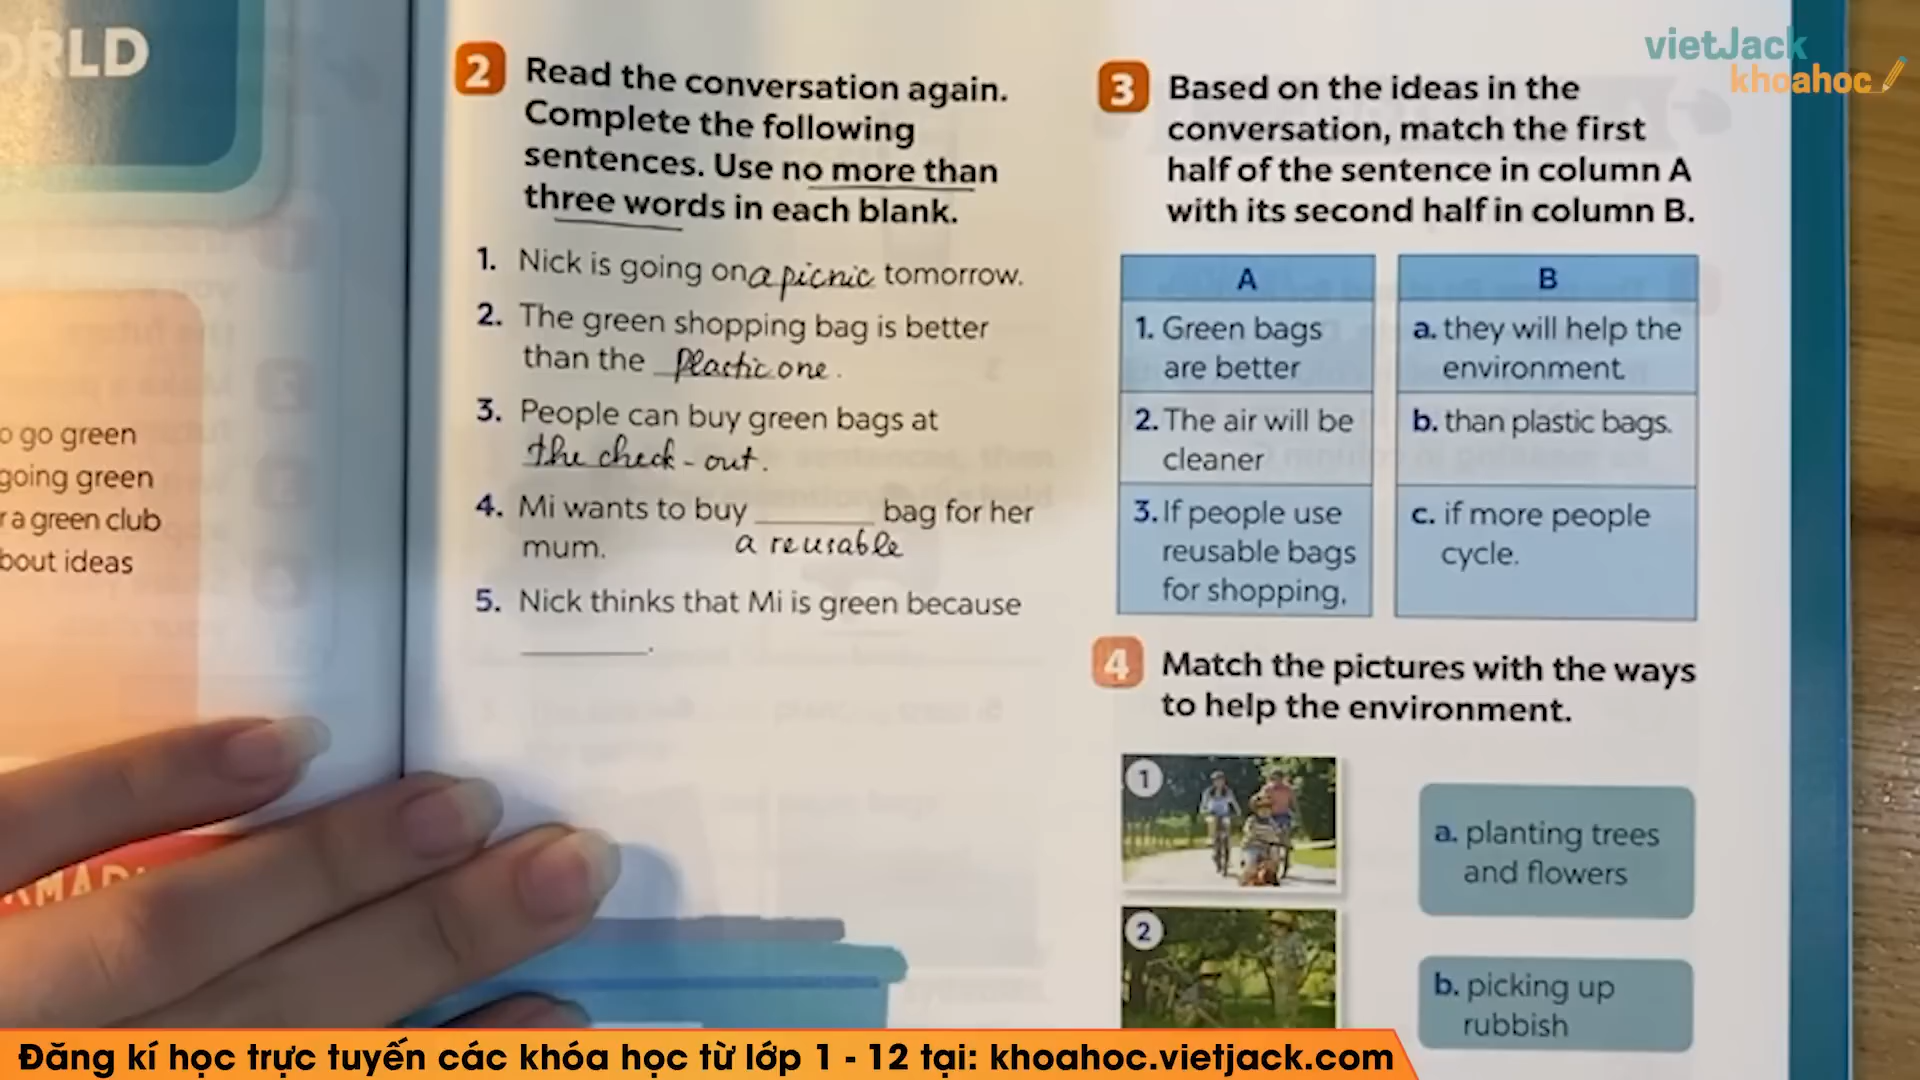 ORLD
o go green
going green
r a green club
bout ideas
2 Read the conversation again.
Complete the following
sentences. Use no more than
three words in each blank.
1. Nick is going on a picnic tomorrow.
2. The green shopping bag is better
than the plastic one.
3. People can buy green bags at
the check-out.
4. Mi wants to buy ________ bag for her
mum. a reusable
5. Nick thinks that Mi is green because
________.
3 Based on the ideas in the
conversation, match the first
half of the sentence in column A
with its second half in column B.
A B
1. Green bags
are better
a. they will help the
environment.
2. The air will be
cleaner
b. than plastic bags.
3. If people use
reusable bags
for shopping,
c. if more people
cycle.
4 Match the pictures with the ways
to help the environment.
1
a. planting trees
and flowers
2
b. picking up
rubbish
vietJack
khoahoc
Đăng kí học trực tuyến các khóa học từ lớp 1 - 12 tại: khoahoc.vietjack.com